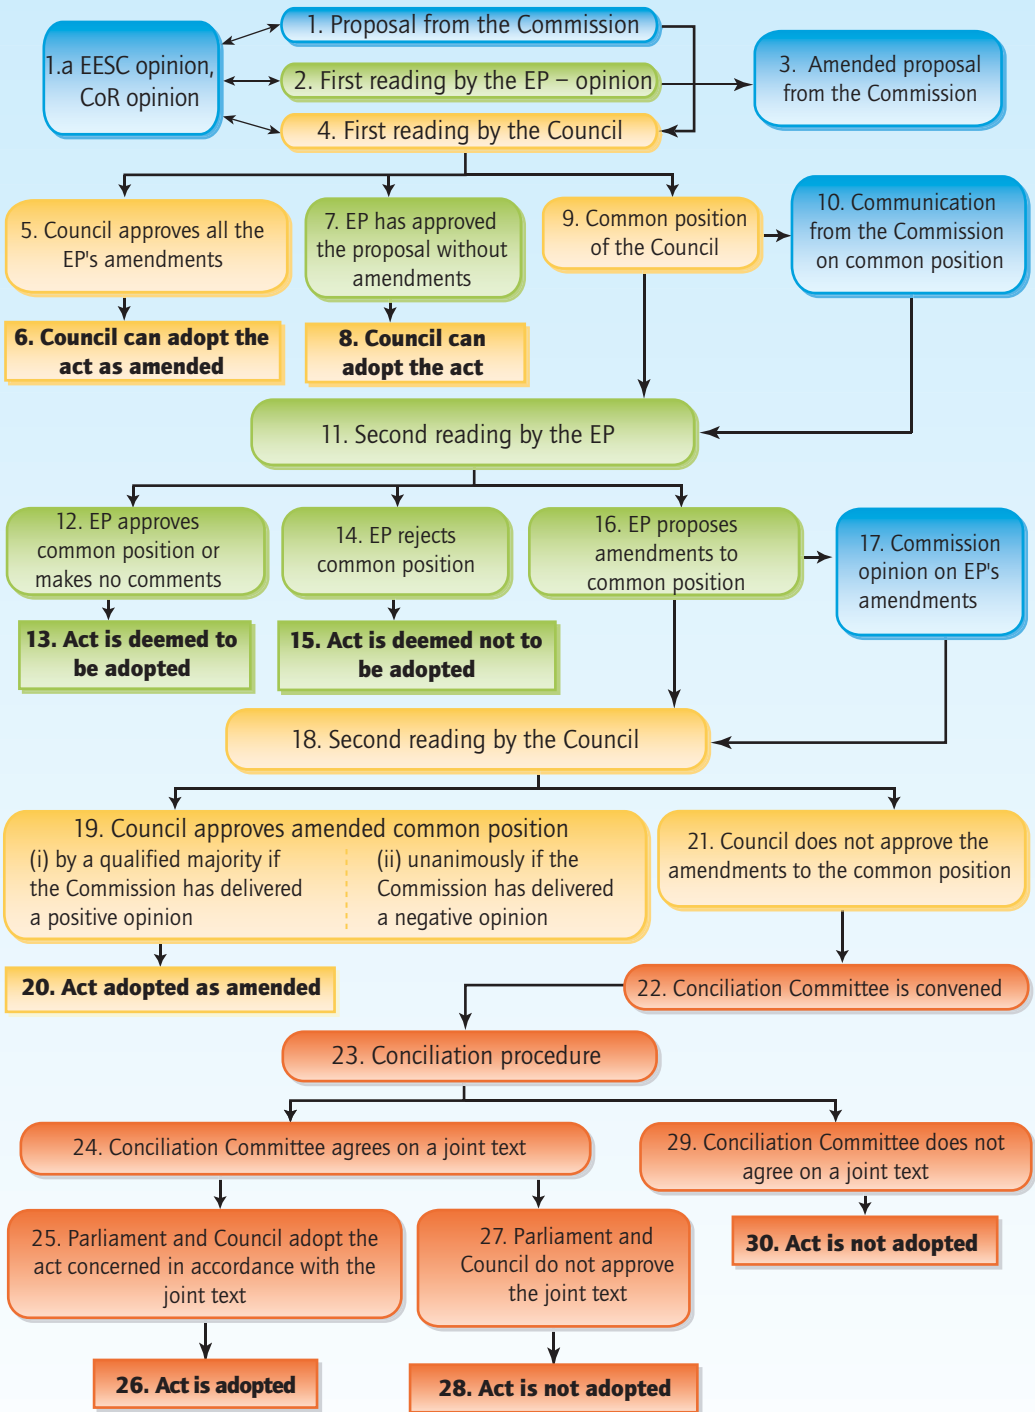 1. Proposal from the Commission
1.a EESC opinion,
CoR opinion
2. First reading by the EP – opinion
3. Amended proposal
from the Commission
4. First reading by the Council
5. Council approves all the
EP's amendments
6. Council can adopt the
act as amended
7. EP has approved
the proposal without
amendments
8. Council can
adopt the act
9. Common position
of the Council
10. Communication
from the Commission
on common position
11. Second reading by the EP
12. EP approves
common position or
makes no comments
13. Act is deemed to
be adopted
14. EP rejects
common position
15. Act is deemed not to
be adopted
16. EP proposes
amendments to
common position
17. Commission
opinion on EP's
amendments
18. Second reading by the Council
19. Council approves amended common position
(i) by a qualified majority if
the Commission has delivered
a positive opinion
(ii) unanimously if the
Commission has delivered
a negative opinion
20. Act adopted as amended
21. Council does not approve the
amendments to the common position
22. Conciliation Committee is convened
23. Conciliation procedure
24. Conciliation Committee agrees on a joint text
25. Parliament and Council adopt the
act concerned in accordance with the
joint text
26. Act is adopted
27. Parliament and
Council do not approve
the joint text
28. Act is not adopted
29. Conciliation Committee does not
agree on a joint text
30. Act is not adopted